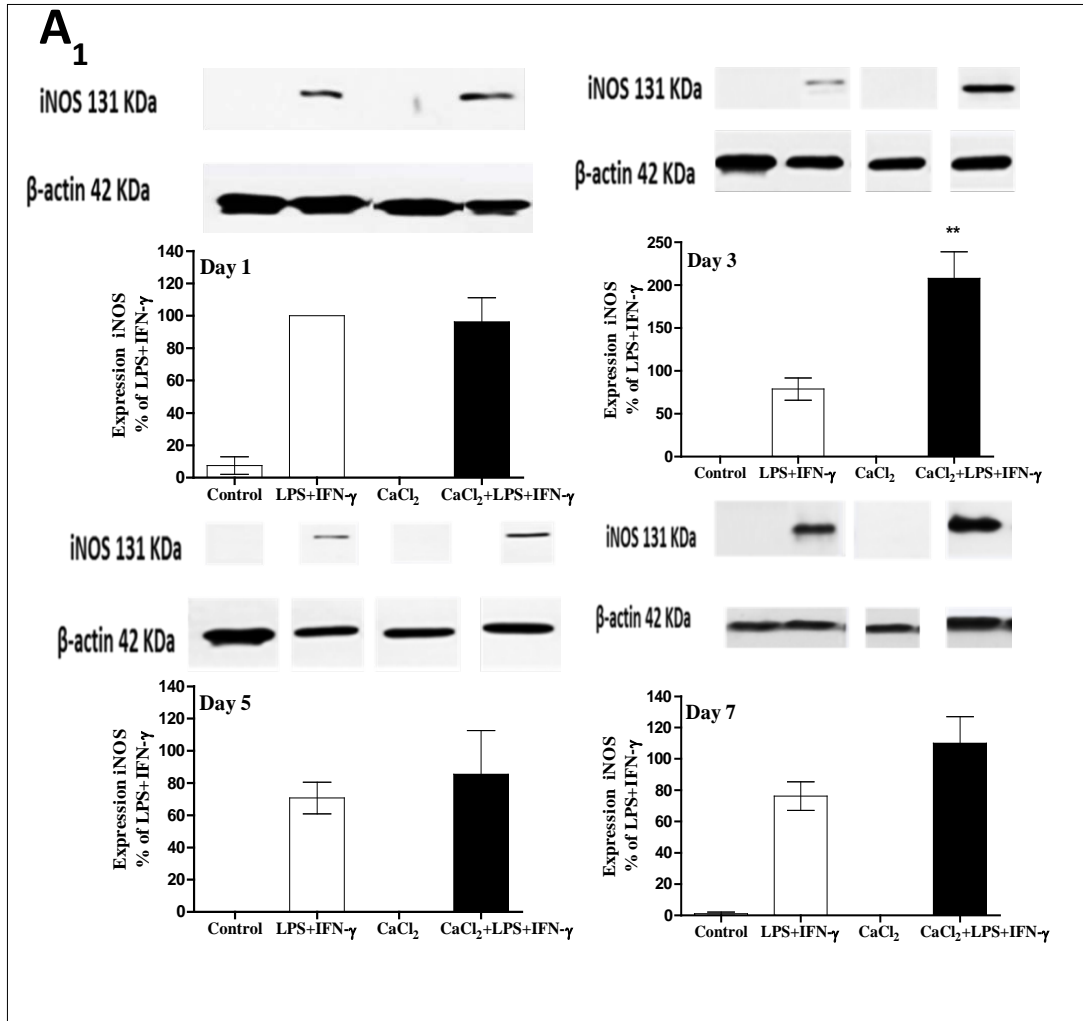 A₁
iNOS 131 KDa
β-actin 42 KDa
Day 1
Expression iNOS
% of LPS+IFN-γ
140
120
100
80
60
40
20
0
Control LPS+IFN-γ CaCl₂ CaCl₂+LPS+IFN-γ
iNOS 131 KDa
β-actin 42 KDa
**
Day 3
Expression iNOS
% of LPS+IFN-γ
250
200
150
100
50
0
Control LPS+IFN-γ CaCl₂ CaCl₂+LPS+IFN-γ
iNOS 131 KDa
β-actin 42 KDa
Day 5
Expression iNOS
% of LPS+IFN-γ
140
120
100
80
60
40
20
0
Control LPS+IFN-γ CaCl₂ CaCl₂+LPS+IFN-γ
iNOS 131 KDa
β-actin 42 KDa
Day 7
Expression iNOS
% of LPS+IFN-γ
140
120
100
80
60
40
20
0
Control LPS+IFN-γ CaCl₂ CaCl₂+LPS+IFN-γ